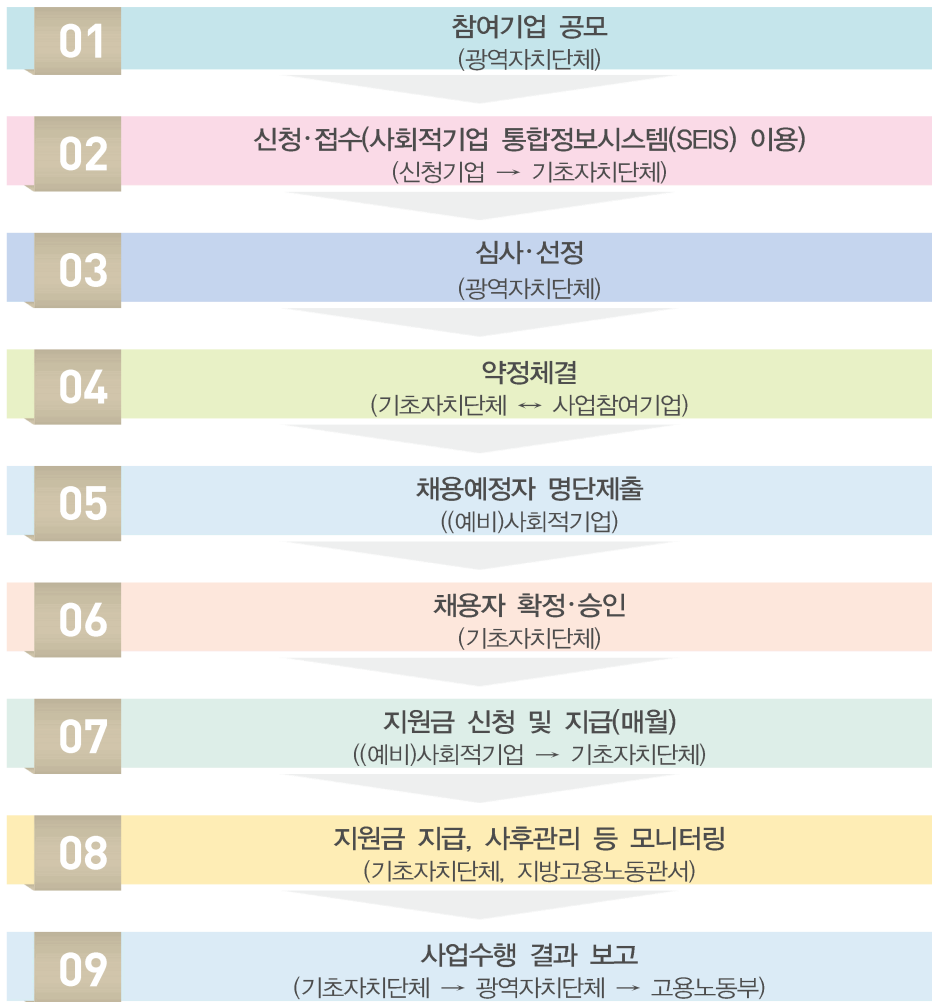 01
참여기업 공모
(광역자치단체)
02
신청·접수(사회적기업 통합정보시스템(SEIS) 이용)
(신청기업 → 기초자치단체)
03
심사·선정
(광역자치단체)
04
약정체결
(기초자치단체 ↔ 사업참여기업)
05
채용예정자 명단제출
((예비)사회적기업)
06
채용자 확정·승인
(기초자치단체)
07
지원금 신청 및 지급(매월)
((예비)사회적기업 → 기초자치단체)
08
지원금 지급, 사후관리 등 모니터링
(기초자치단체, 지방고용노동관서)
09
사업수행 결과 보고
(기초자치단체 → 광역자치단체 → 고용노동부)